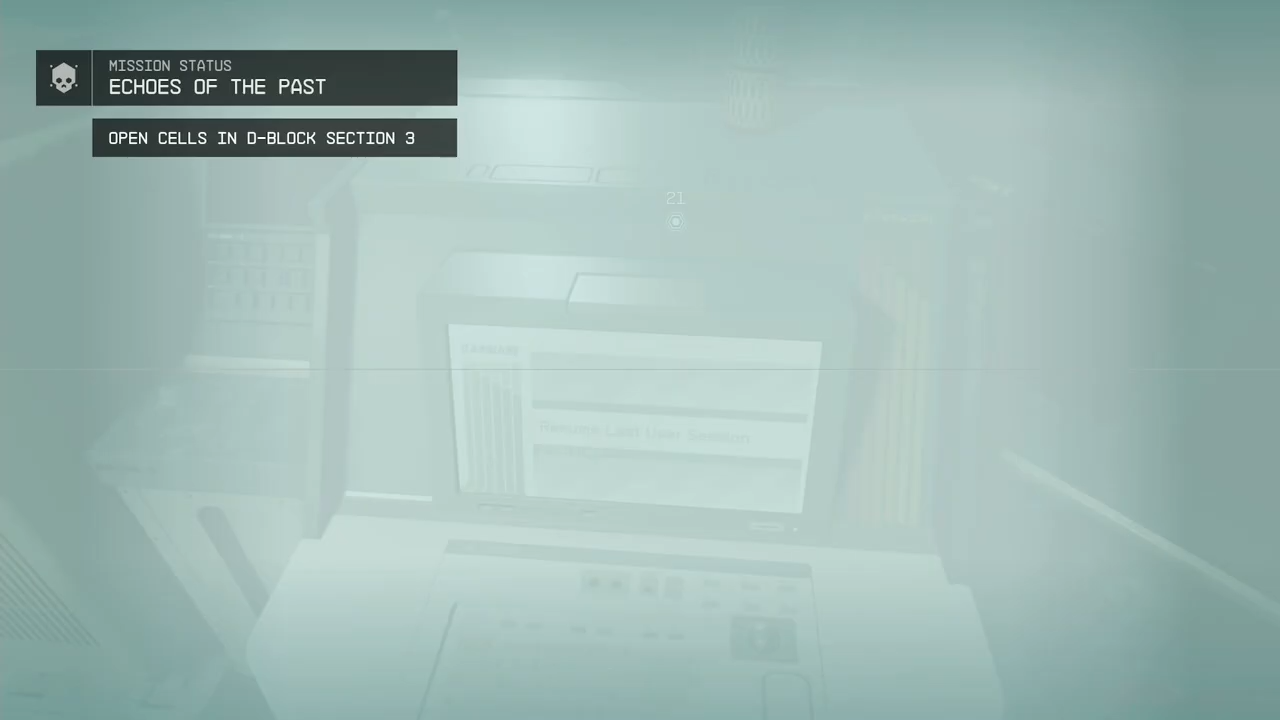 MISSION STATUS
ECHOES OF THE PAST
OPEN CELLS IN D-BLOCK SECTION 3
21
Resume Last User Session